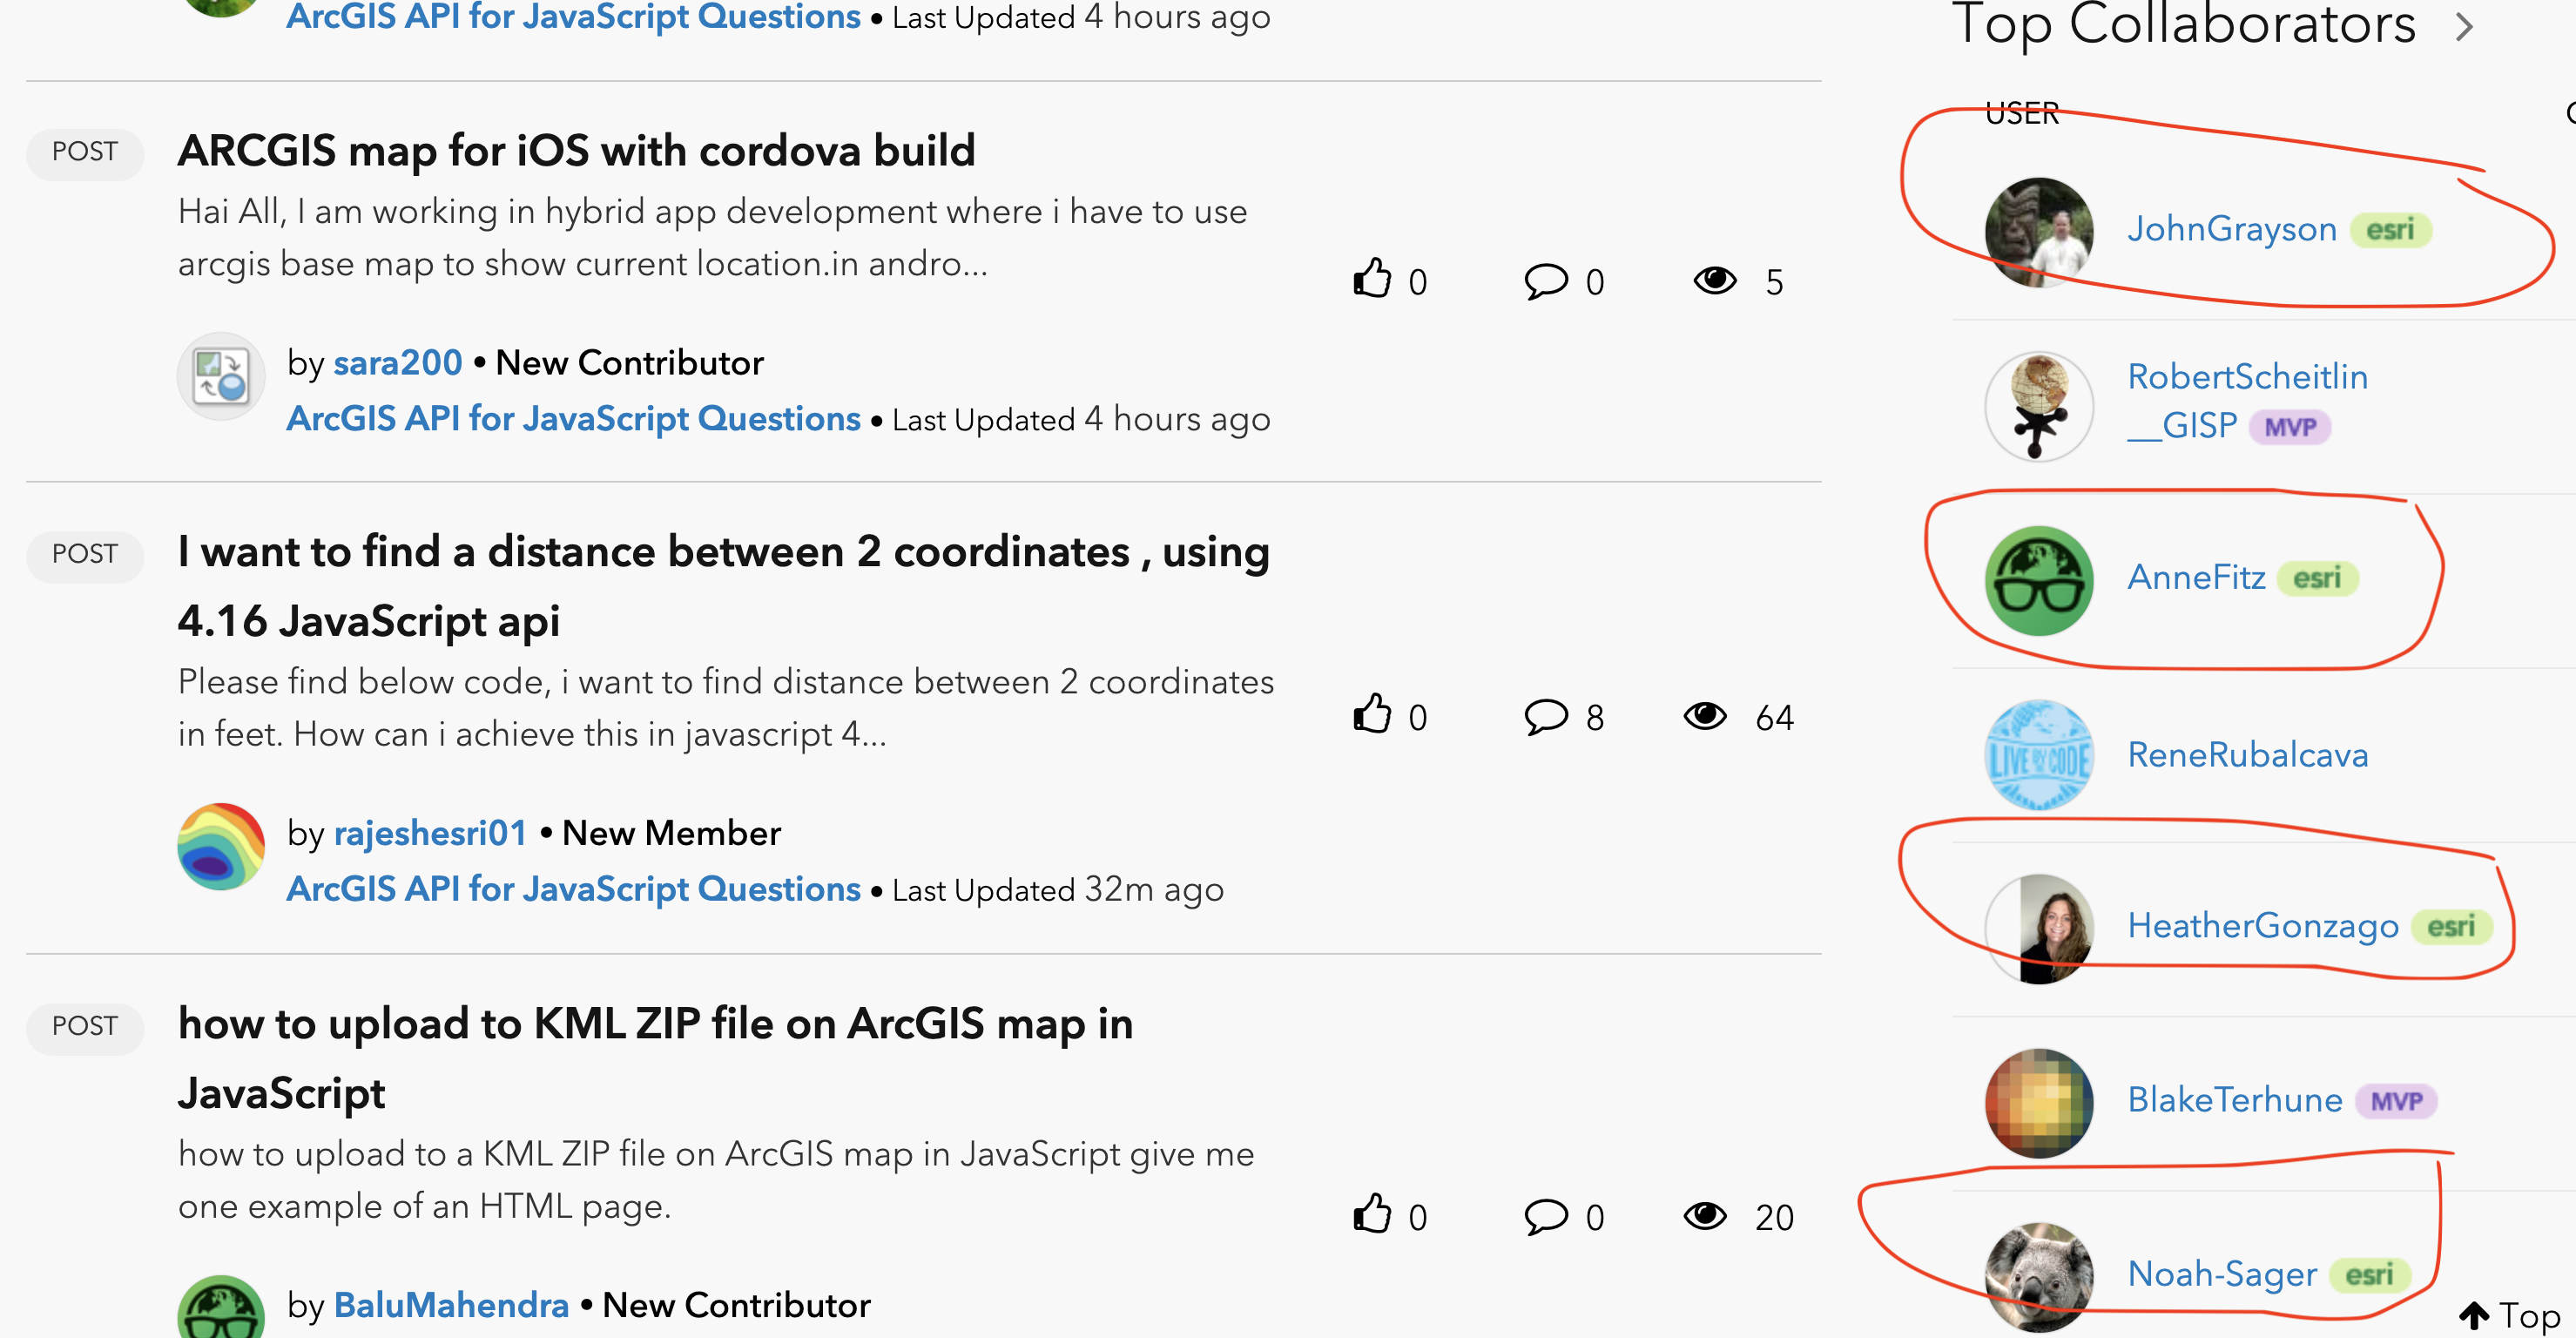 ArcGIS API for JavaScript Questions • Last Updated 4 hours ago
POST
ARCGIS map for iOS with cordova build
Hai All, I am working in hybrid app development where i have to use
arcgis base map to show current location.in andro...
0 0 5
by sara200 • New Contributor
ArcGIS API for JavaScript Questions • Last Updated 4 hours ago
POST
I want to find a distance between 2 coordinates , using
4.16 JavaScript api
Please find below code, i want to find distance between 2 coordinates
in feet. How can i achieve this in javascript 4...
0 8 64
by rajeshesri01 • New Member
ArcGIS API for JavaScript Questions • Last Updated 32m ago
POST
how to upload to KML ZIP file on ArcGIS map in
JavaScript
how to upload to a KML ZIP file on ArcGIS map in JavaScript give me
one example of an HTML page.
0 0 20
by BaluMahendra • New Contributor
Top Collaborators >
USER
JohnGrayson esri
RobertScheitlin
__GISP MVP
AnneFitz esri
LIVE BY CODE
ReneRubalcava
HeatherGonzago esri
BlakeTerhune MVP
Noah-Sager esri
Top